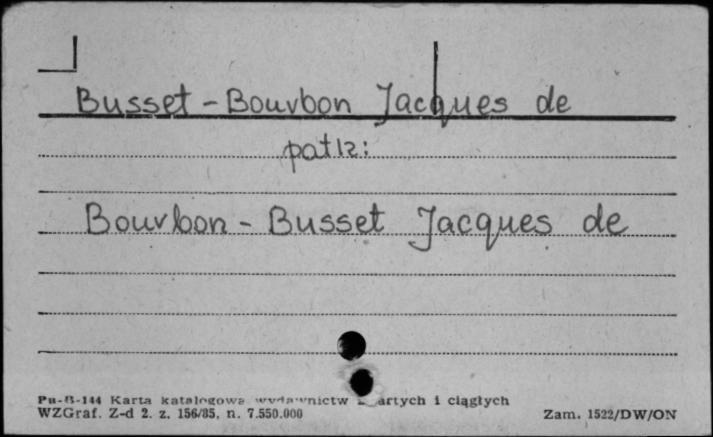 Busset - Bourbon Jacques de
patrz:
Bourbon - Busset Jacques de
Pu-B-144 Karta katalogowa wydawnictw zwartych i ciągłych
WZGraf. Z-d 2. z. 156/85, n. 7.550.000
Zam. 1522/DW/ON